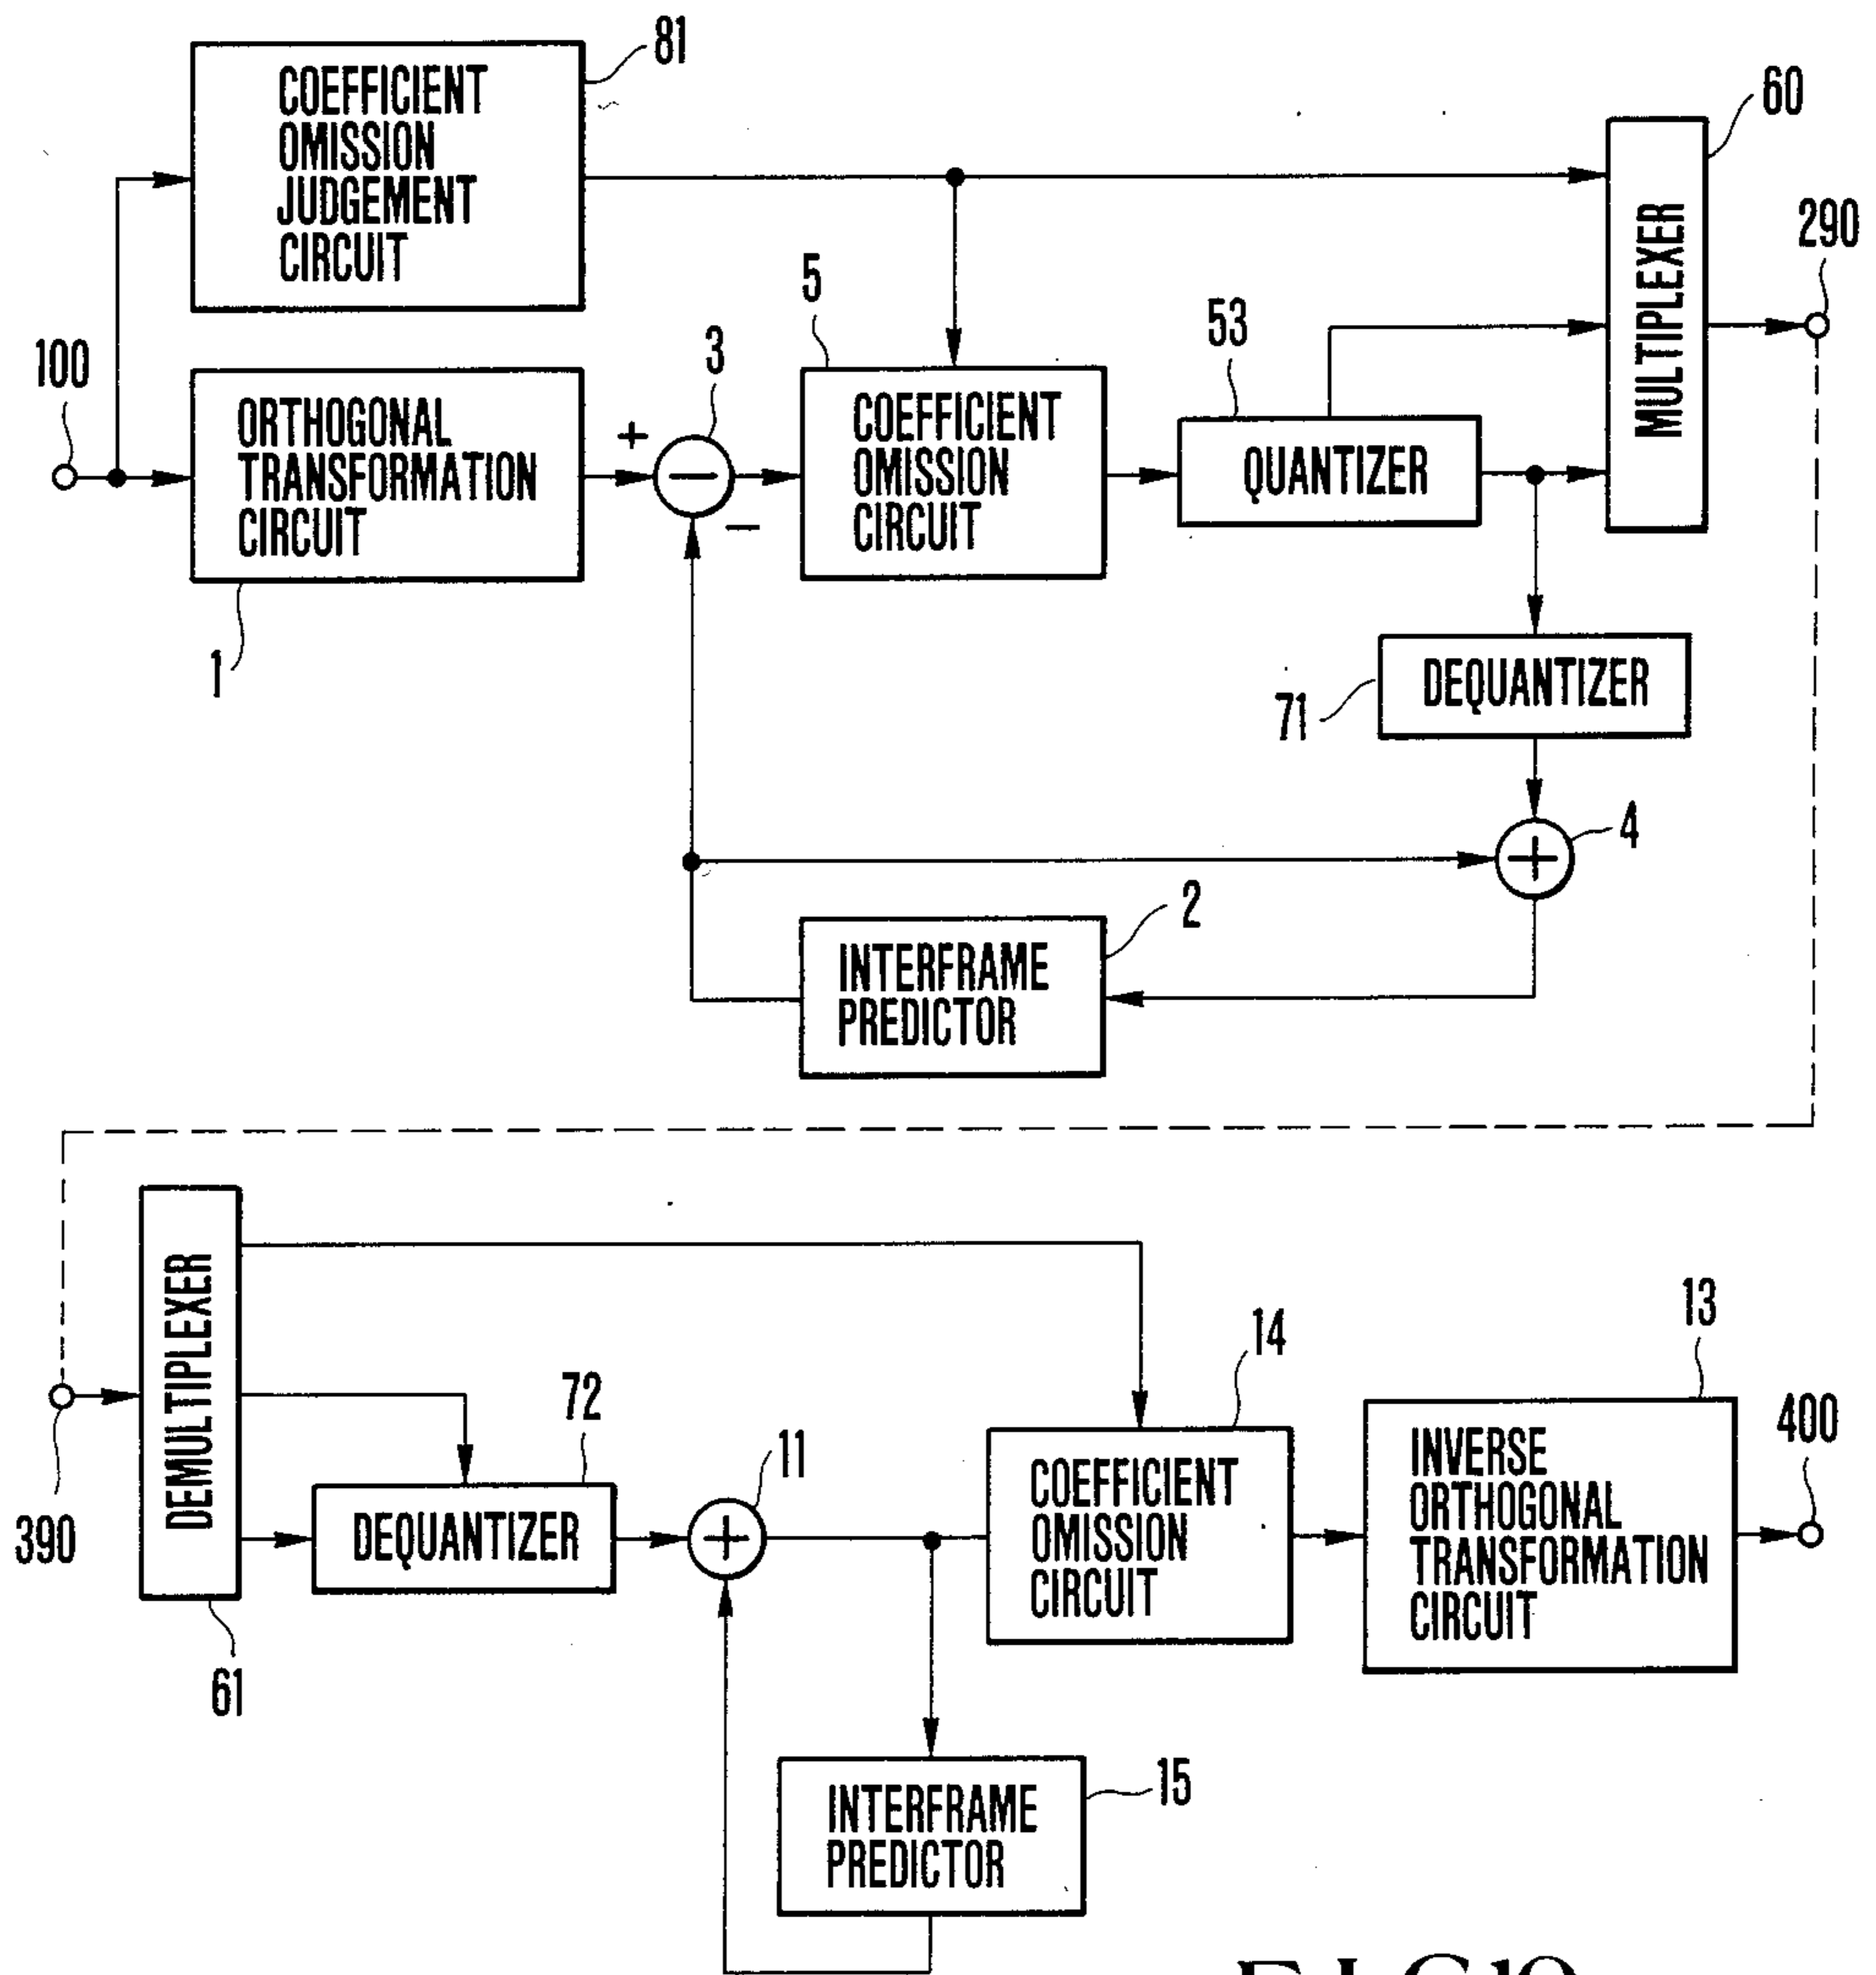 81
COEFFICIENT
OMISSION
JUDGEMENT
CIRCUIT
60
MULTIPLEXER
290
100
ORTHOGONAL
TRANSFORMATION
CIRCUIT
1
+
3
−
−
5
COEFFICIENT
OMISSION
CIRCUIT
53
QUANTIZER
71
DEQUANTIZER
4
+
2
INTERFRAME
PREDICTOR
DEMULTIPLEXER
390
61
72
DEQUANTIZER
11
+
14
COEFFICIENT
OMISSION
CIRCUIT
13
INVERSE
ORTHOGONAL
TRANSFORMATION
CIRCUIT
400
15
INTERFRAME
PREDICTOR